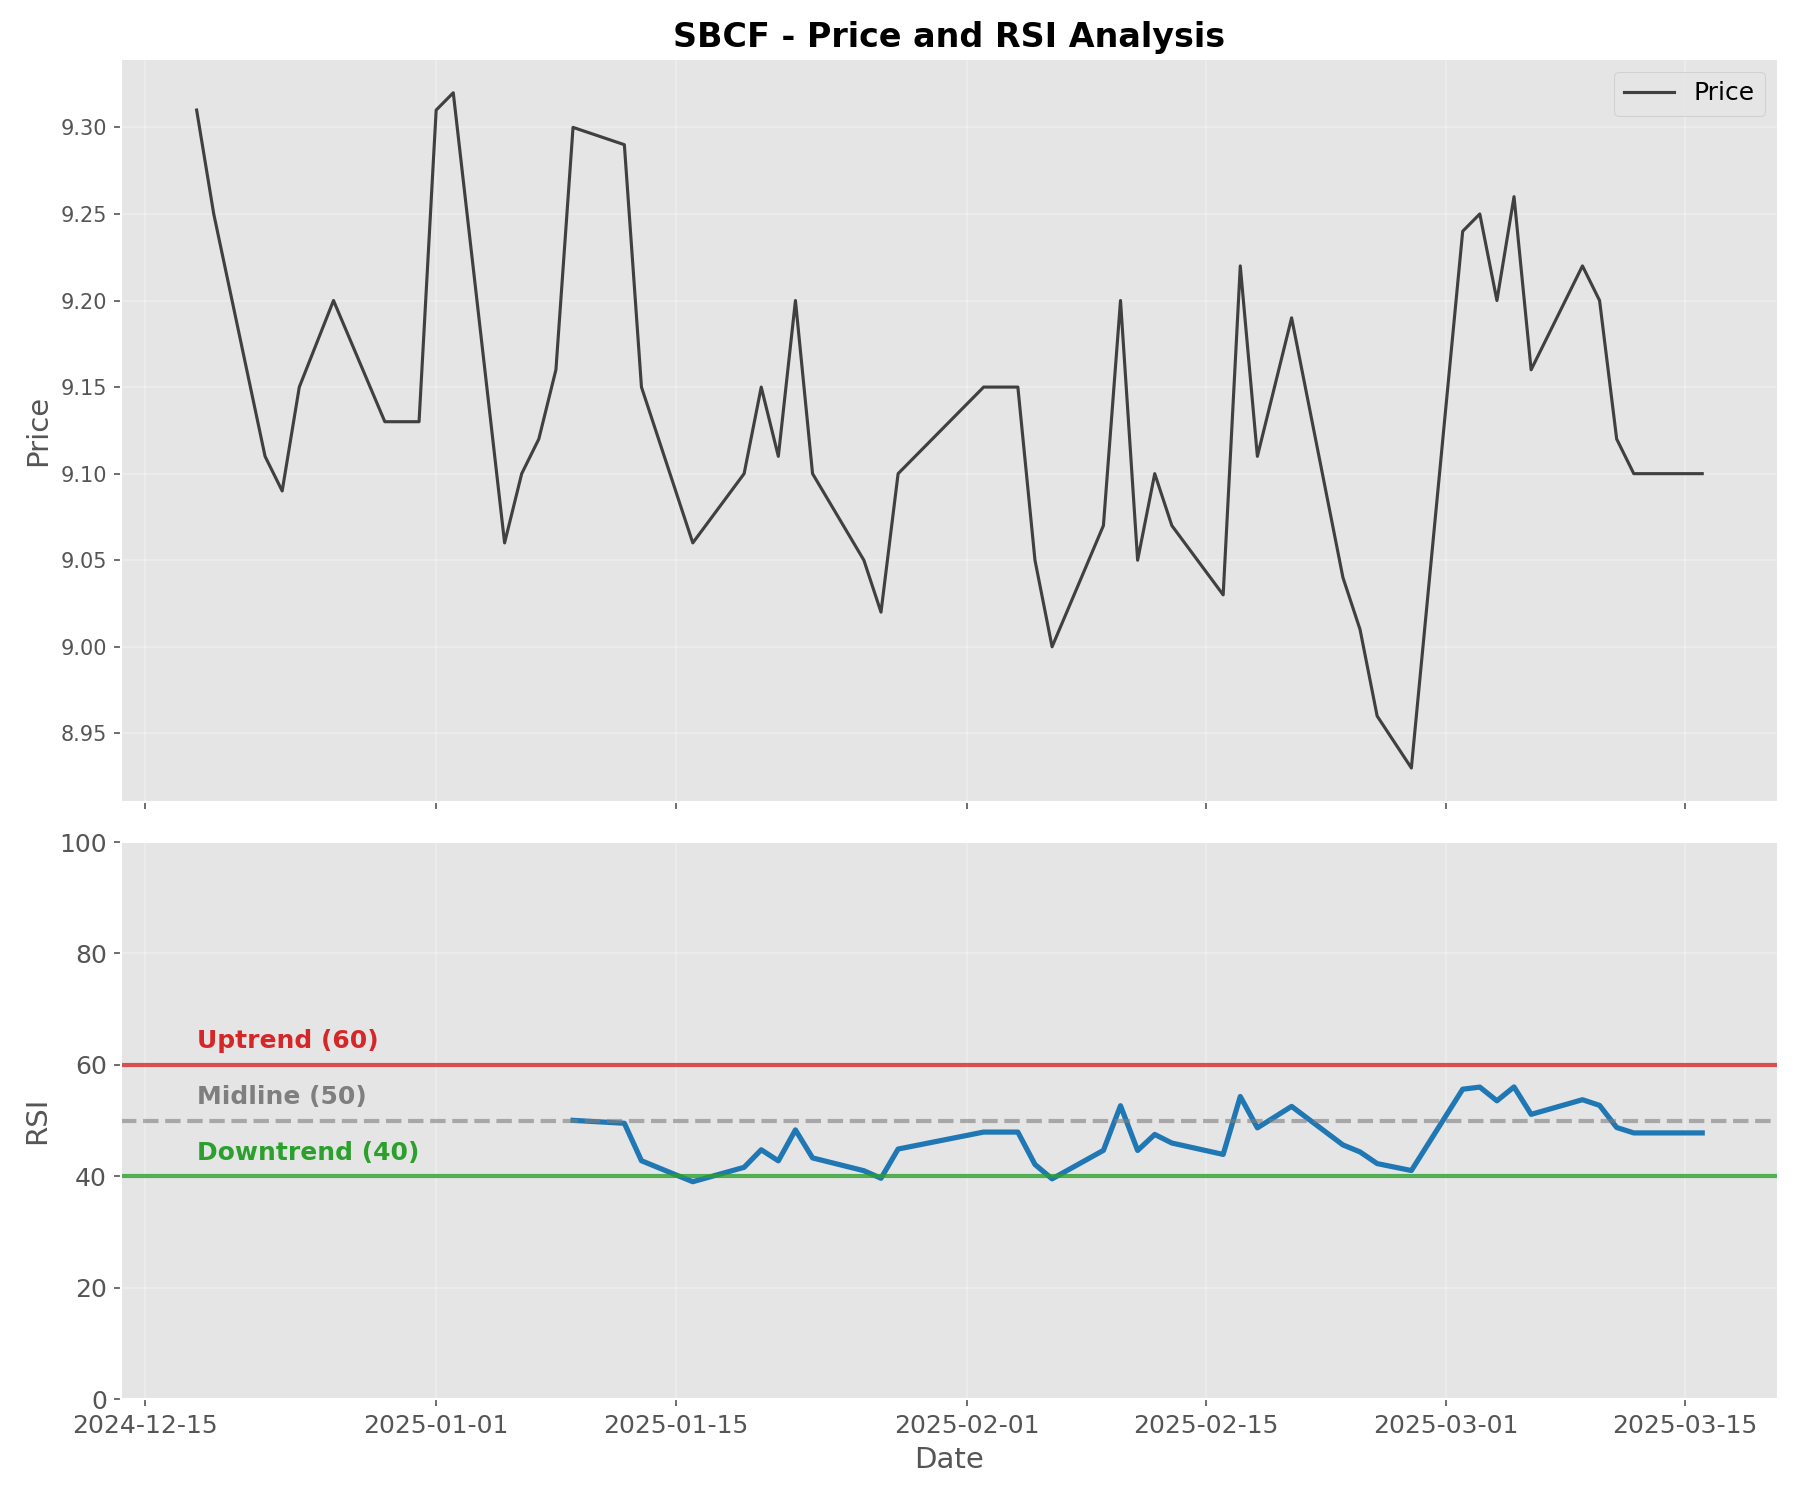 SBCF - Price and RSI Analysis
Price
9.30
9.25
9.20
9.15
9.10
9.05
9.00
8.95
Price
100
80
60
40
20
0
RSI
Uptrend (60)
Midline (50)
Downtrend (40)
2024-12-15 2025-01-01 2025-01-15 2025-02-01 2025-02-15 2025-03-01 2025-03-15
Date